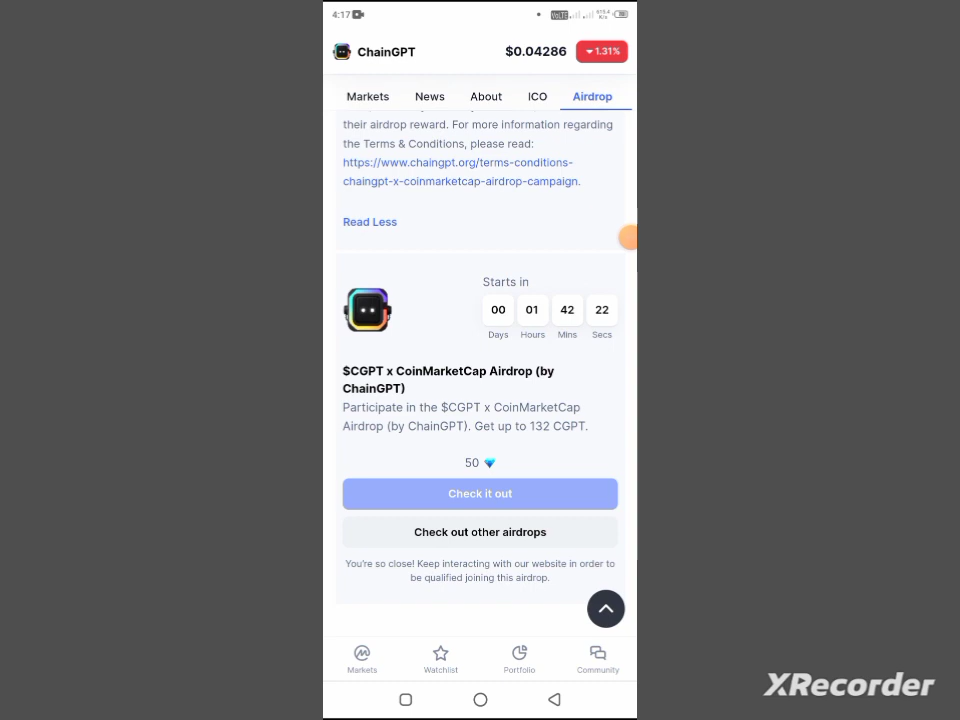 4:17
VoLTE
ChainGPT $0.04286 1.31%
Markets News About ICO Airdrop
their airdrop reward. For more information regarding
the Terms & Conditions, please read:
https://www.chaingpt.org/terms-conditions-
chaingpt-x-coinmarketcap-airdrop-campaign.
Read Less
Starts in
00 01 42 22
Days Hours Mins Secs
$CGPT x CoinMarketCap Airdrop (by
ChainGPT)
Participate in the $CGPT x CoinMarketCap
Airdrop (by ChainGPT). Get up to 132 CGPT.
50
Check it out
Check out other airdrops
You're so close! Keep interacting with our website in order to
be qualified joining this airdrop.
Markets Watchlist Portfolio Community
XRecorder